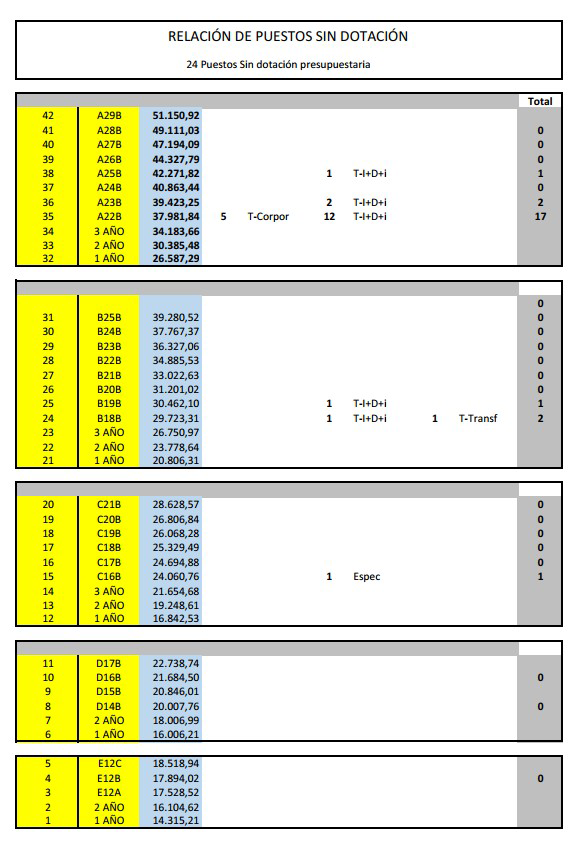 RELACIÓN DE PUESTOS SIN DOTACIÓN
24 Puestos Sin dotación presupuestaria
Total
42 A29B 51.150,92
41 A28B 49.111,03 0
40 A27B 47.194,09 0
39 A26B 44.327,79 0
38 A25B 42.271,82 1 T-I+D+i 1
37 A24B 40.863,44 0
36 A23B 39.423,25 2 T-I+D+i 2
35 A22B 37.981,84 5 T-Corpor 12 T-I+D+i 17
34 3 AÑO 34.183,66
33 2 AÑO 30.385,48
32 1 AÑO 26.587,29
0
31 B25B 39.280,52 0
30 B24B 37.767,37 0
29 B23B 36.327,06 0
28 B22B 34.885,53 0
27 B21B 33.022,63 0
26 B20B 31.201,02 0
25 B19B 30.462,10 1 T-I+D+i 1
24 B18B 29.723,31 1 T-I+D+i 1 T-Transf 2
23 3 AÑO 26.750,97
22 2 AÑO 23.778,64
21 1 AÑO 20.806,31
20 C21B 28.628,57 0
19 C20B 26.806,84 0
18 C19B 26.068,28 0
17 C18B 25.329,49 0
16 C17B 24.694,88 0
15 C16B 24.060,76 1 Espec 1
14 3 AÑO 21.654,68
13 2 AÑO 19.248,61
12 1 AÑO 16.842,53
11 D17B 22.738,74
10 D16B 21.684,50 0
9 D15B 20.846,01
8 D14B 20.007,76 0
7 2 AÑO 18.006,99
6 1 AÑO 16.006,21
5 E12C 18.518,94
4 E12B 17.894,02 0
3 E12A 17.528,52
2 2 AÑO 16.104,62
1 1 AÑO 14.315,21